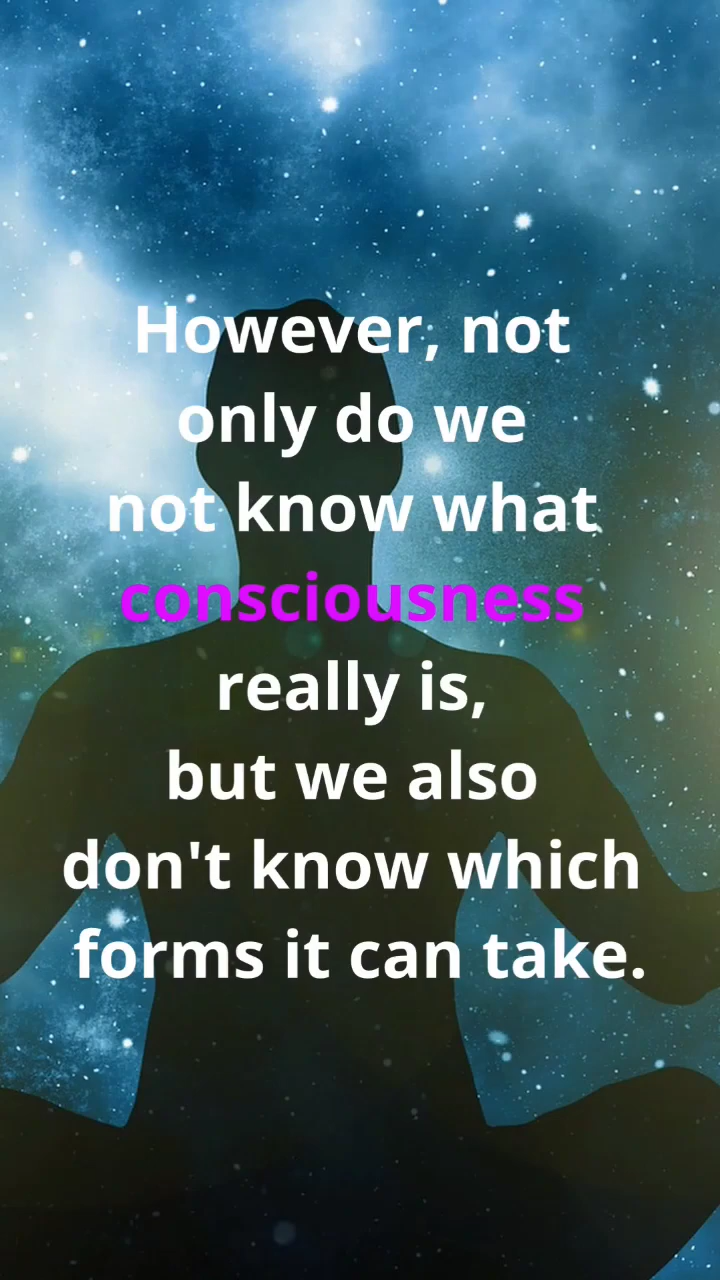 However, not
only do we
not know what
consciousness
really is,
but we also
don't know which
forms it can take.